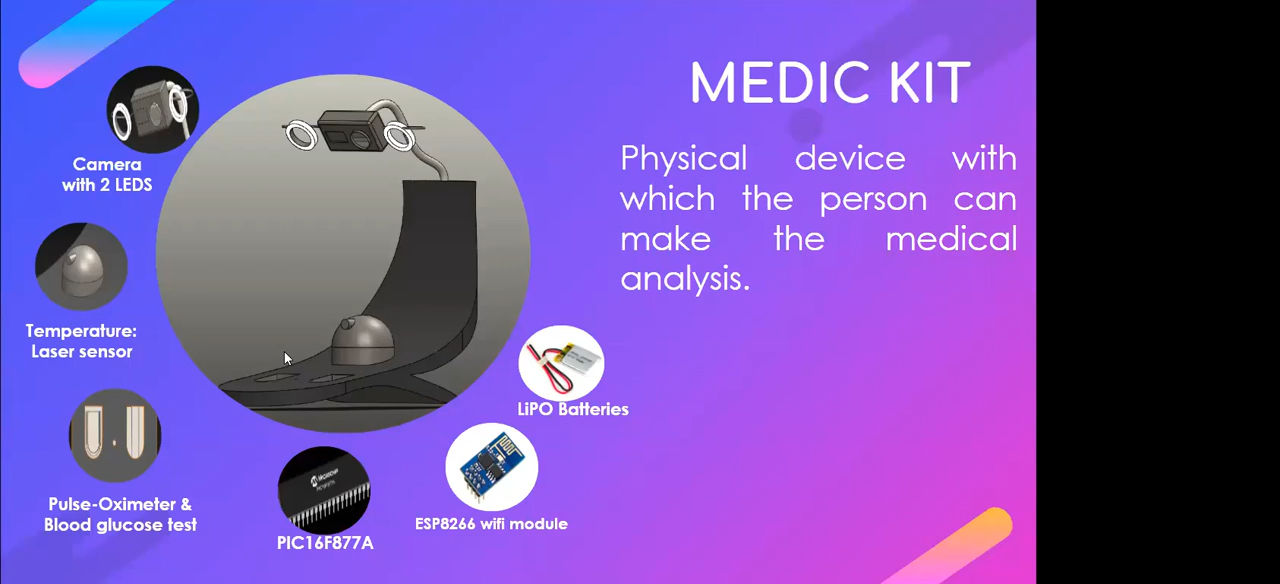 MEDIC KIT
Physical device with
which the person can
make the medical
analysis.
Camera
with 2 LEDS
Temperature:
Laser sensor
Pulse-Oximeter &
Blood glucose test
PIC16F877A
ESP8266 wifi module
LiPO Batteries